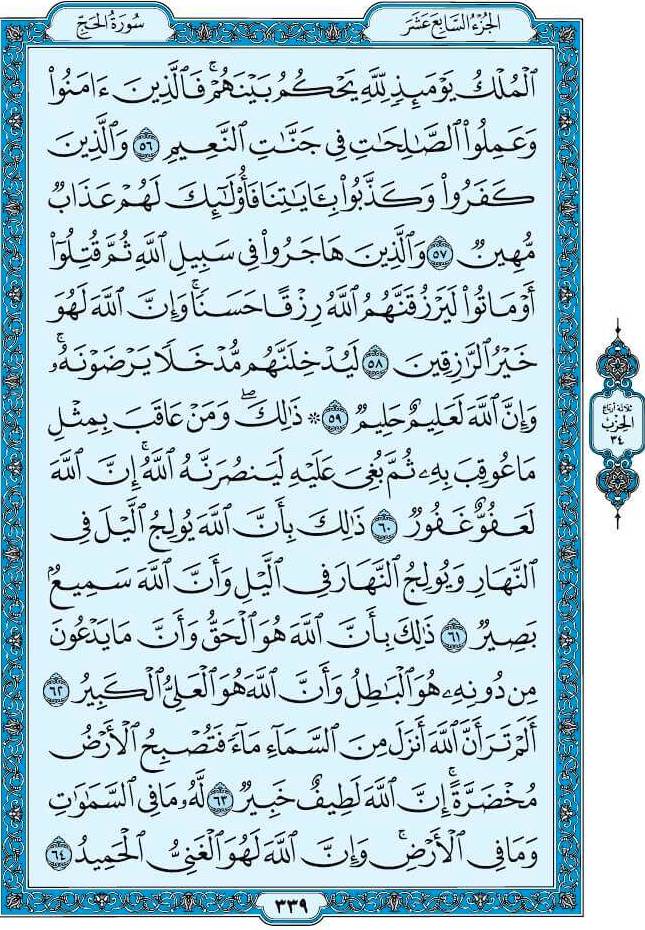 الجزء السابع عشر
سورة الحج
ٱلۡمُلۡكُ يَوۡمَئِذٖ لِّلَّهِ يَحۡكُمُ بَيۡنَهُمۡۚ فَٱلَّذِينَ ءَامَنُواْ
وَعَمِلُواْ ٱلصَّٰلِحَٰتِ فِي جَنَّٰتِ ٱلنَّعِيمِ ٥٦ وَٱلَّذِينَ
كَفَرُواْ وَكَذَّبُواْ بِـَٔايَٰتِنَا فَأُوْلَٰٓئِكَ لَهُمۡ عَذَابٞ
مُّهِينٞ ٥٧ وَٱلَّذِينَ هَاجَرُواْ فِي سَبِيلِ ٱللَّهِ ثُمَّ قُتِلُوٓاْ
أَوۡ مَاتُواْ لَيَرۡزُقَنَّهُمُ ٱللَّهُ رِزۡقًا حَسَنٗاۚ وَإِنَّ ٱللَّهَ لَهُوَ
خَيۡرُ ٱلرَّٰزِقِينَ ٥٨ لَيُدۡخِلَنَّهُم مُّدۡخَلٗا يَرۡضَوۡنَهُۥۚ
وَإِنَّ ٱللَّهَ لَعَلِيمٌ حَلِيمٞ ٥٩ ۞ ذَٰلِكَۖ وَمَنۡ عَاقَبَ بِمِثۡلِ
مَا عُوقِبَ بِهِۦ ثُمَّ بُغِيَ عَلَيۡهِ لَيَنصُرَنَّهُ ٱللَّهُۚ إِنَّ ٱللَّهَ
لَعَفُوٌّ غَفُورٞ ٦٠ ذَٰلِكَ بِأَنَّ ٱللَّهَ يُولِجُ ٱلَّيۡلَ فِي
ٱلنَّهَارِ وَيُولِجُ ٱلنَّهَارَ فِي ٱلَّيۡلِ وَأَنَّ ٱللَّهَ سَمِيعُۢ
بَصِيرٞ ٦١ ذَٰلِكَ بِأَنَّ ٱللَّهَ هُوَ ٱلۡحَقُّ وَأَنَّ مَا يَدۡعُونَ
مِن دُونِهِۦ هُوَ ٱلۡبَٰطِلُ وَأَنَّ ٱللَّهَ هُوَ ٱلۡعَلِيُّ ٱلۡكَبِيرُ ٦٢
أَلَمۡ تَرَ أَنَّ ٱللَّهَ أَنزَلَ مِنَ ٱلسَّمَآءِ مَآءٗ فَتُصۡبِحُ ٱلۡأَرۡضُ
مُخۡضَرَّةًۚ إِنَّ ٱللَّهَ لَطِيفٌ خَبِيرٞ ٦٣ لَّهُۥ مَا فِي ٱلسَّمَٰوَٰتِ
وَمَا فِي ٱلۡأَرۡضِۚ وَإِنَّ ٱللَّهَ لَهُوَ ٱلۡغَنِيُّ ٱلۡحَمِيدُ ٦٤
ثلاثة أرباع
الحزب
٣٤
٣٣٩